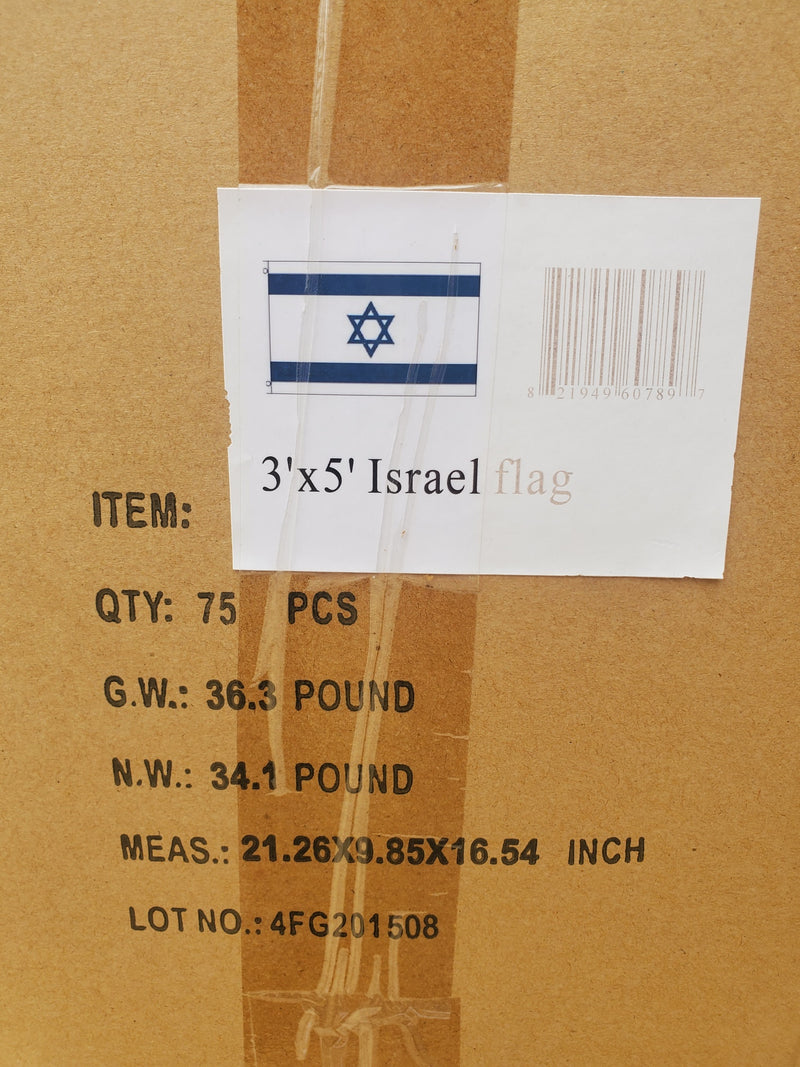 8 21949 60789 7
3'x5' Israel flag
ITEM:
QTY: 75 PCS
G.W.: 36.3 POUND
N.W.: 34.1 POUND
MEAS.: 21.26X9.85X16.54 INCH
LOT NO.: 4FG201508